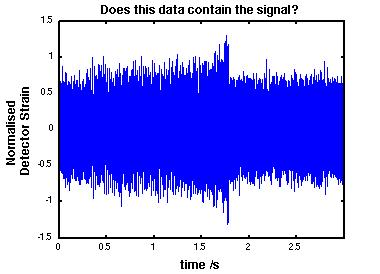 Does this data contain the signal?
1.5
1
0.5
0
-0.5
-1
-1.5
Normalised
Detector Strain
0 0.5 1 1.5 2 2.5
time /s